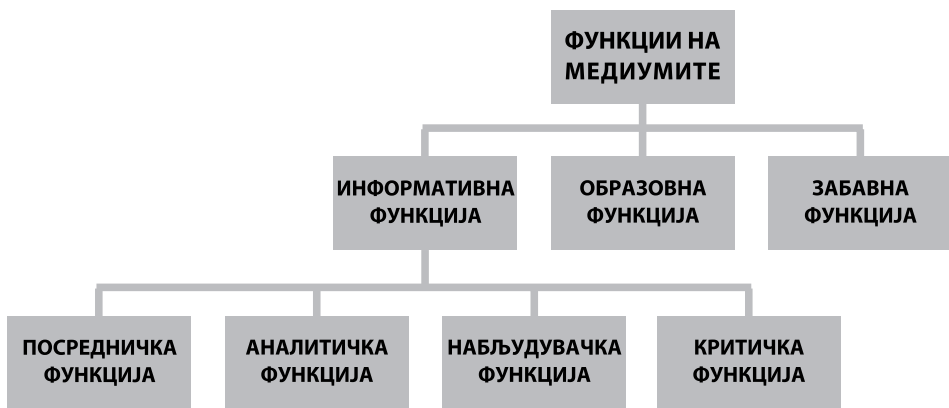 ФУНКЦИИ НА
МЕДИУМИТЕ
ИНФОРМАТИВНА
ФУНКЦИЈА
ОБРАЗОВНА
ФУНКЦИЈА
ЗАБАВНА
ФУНКЦИЈА
ПОСРЕДНИЧКА
ФУНКЦИЈА
АНАЛИТИЧКА
ФУНКЦИЈА
НАБЉУДУВАЧКА
ФУНКЦИЈА
КРИТИЧКА
ФУНКЦИЈА